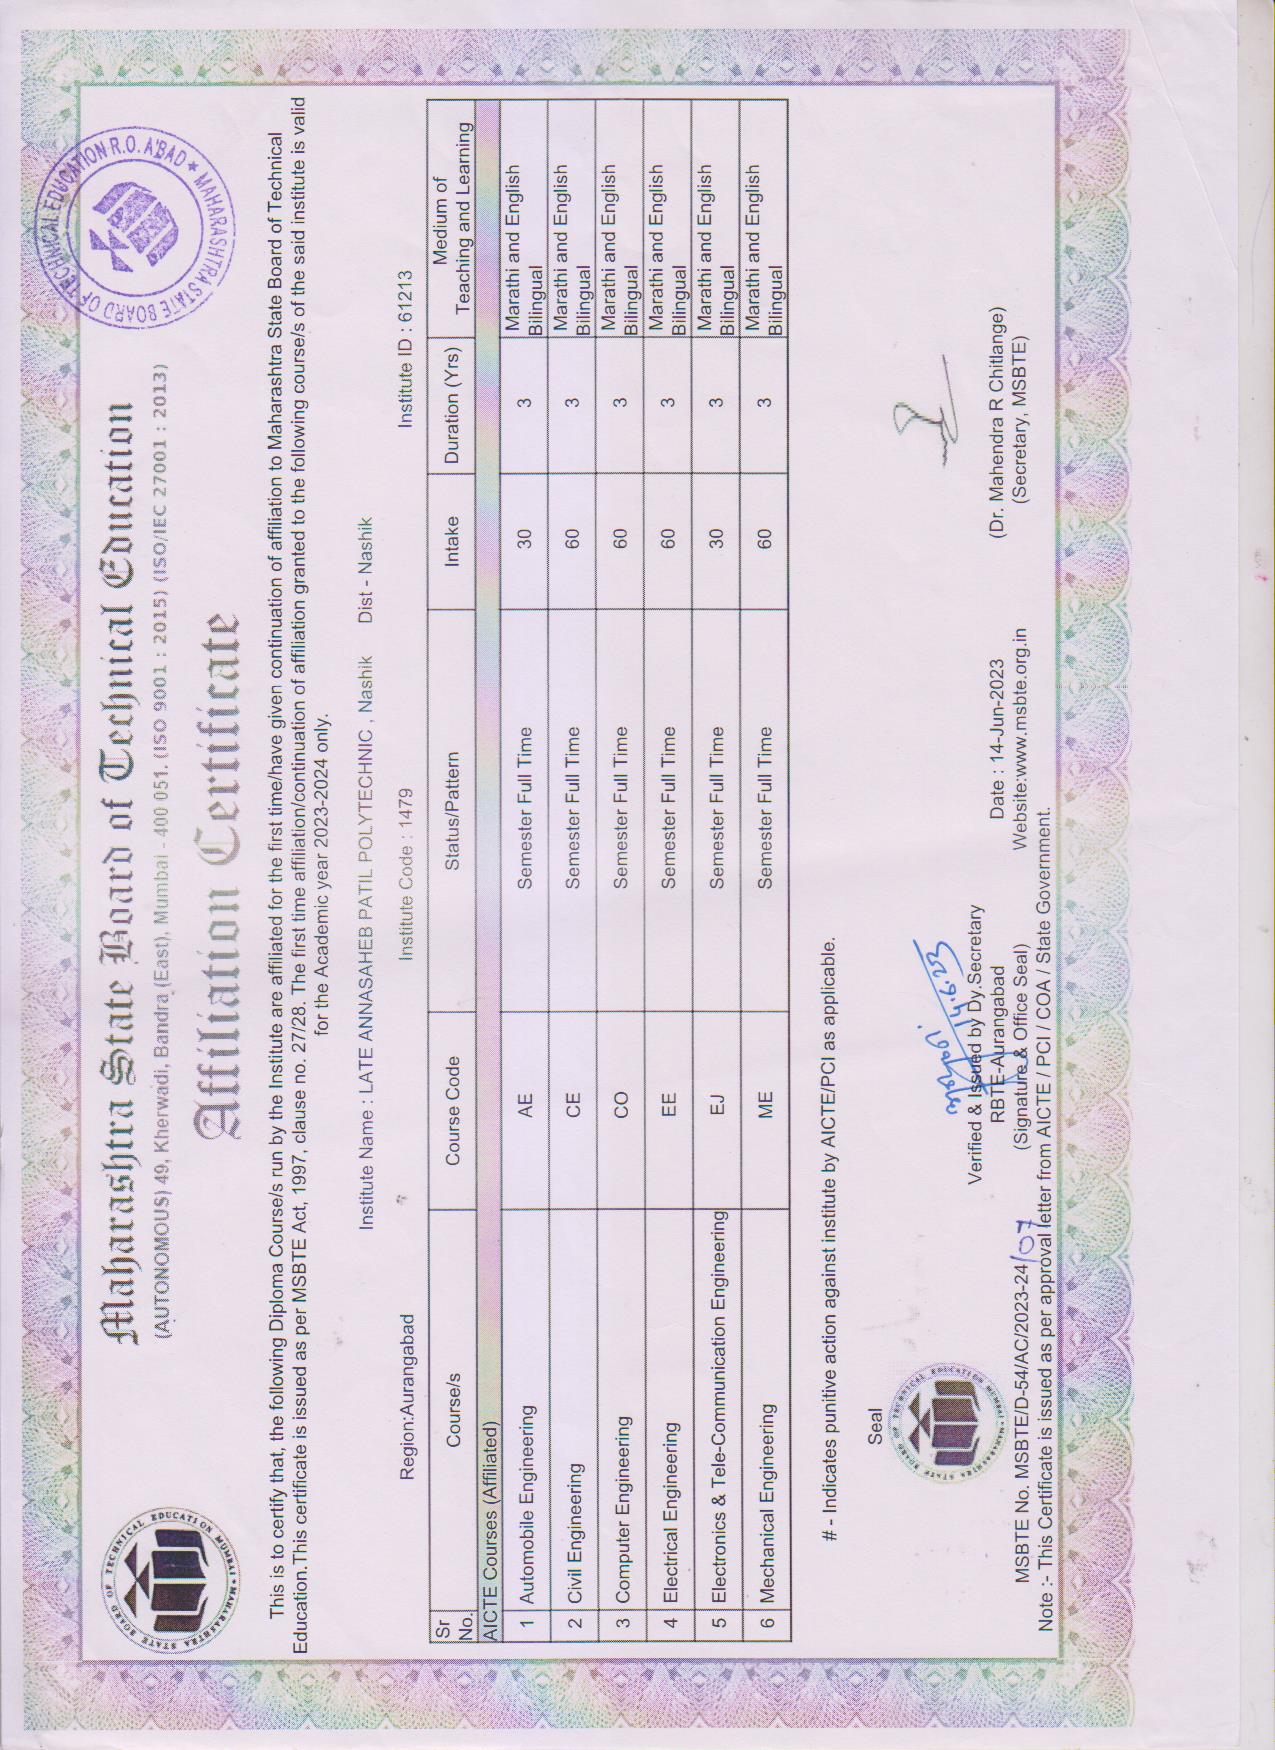 Maharashtra State Board of Technical Education
(AUTONOMOUS) 49, Kherwadi, Bandra (East), Mumbai - 400 051. (ISO 9001 : 2015) (ISO/IEC 27001 : 2013)
Affiliation Certificate
BOARD OF TECHNICAL EDUCATION MUMBAI MAHARASHTRA STATE
MAHARASHTRA STATE BOARD OF TECHNICAL EDUCATION R.O. A'BAD
This is to certify that, the following Diploma Course/s run by the Institute are affiliated for the first time/have given continuation of affiliation to Maharashtra State Board of Technical
Education.This certificate is issued as per MSBTE Act, 1997, clause no. 27/28. The first time affiliation/continuation of affiliation granted to the following course/s of the said institute is valid
for the Academic year 2023-2024 only.
Institute Name : LATE ANNASAHEB PATIL POLYTECHNIC , Nashik Dist - Nashik
Region:Aurangabad Institute Code : 1479 Institute ID : 61213
Sr No. Course/s Course Code Status/Pattern Intake Duration (Yrs) Medium of Teaching and Learning
AICTE Courses (Affiliated)
1 Automobile Engineering AE Semester Full Time 30 3 Marathi and English Bilingual
2 Civil Engineering CE Semester Full Time 60 3 Marathi and English Bilingual
3 Computer Engineering CO Semester Full Time 60 3 Marathi and English Bilingual
4 Electrical Engineering EE Semester Full Time 60 3 Marathi and English Bilingual
5 Electronics & Tele-Communication Engineering EJ Semester Full Time 30 3 Marathi and English Bilingual
6 Mechanical Engineering ME Semester Full Time 60 3 Marathi and English Bilingual
# - Indicates punitive action against institute by AICTE/PCI as applicable.
Seal
BOARD OF TECHNICAL EDUCATION MUMBAI MAHARASHTRA STATE
14.6.23
Verified & Issued by Dy.Secretary
RBTE-Aurangabad
(Signature & Office Seal)
Date : 14-Jun-2023
Website:www.msbte.org.in
(Dr. Mahendra R Chitlange)
(Secretary, MSBTE)
MSBTE No. MSBTE/D-54/AC/2023-24/07
Note :- This Certificate is issued as per approval letter from AICTE / PCI / COA / State Government.